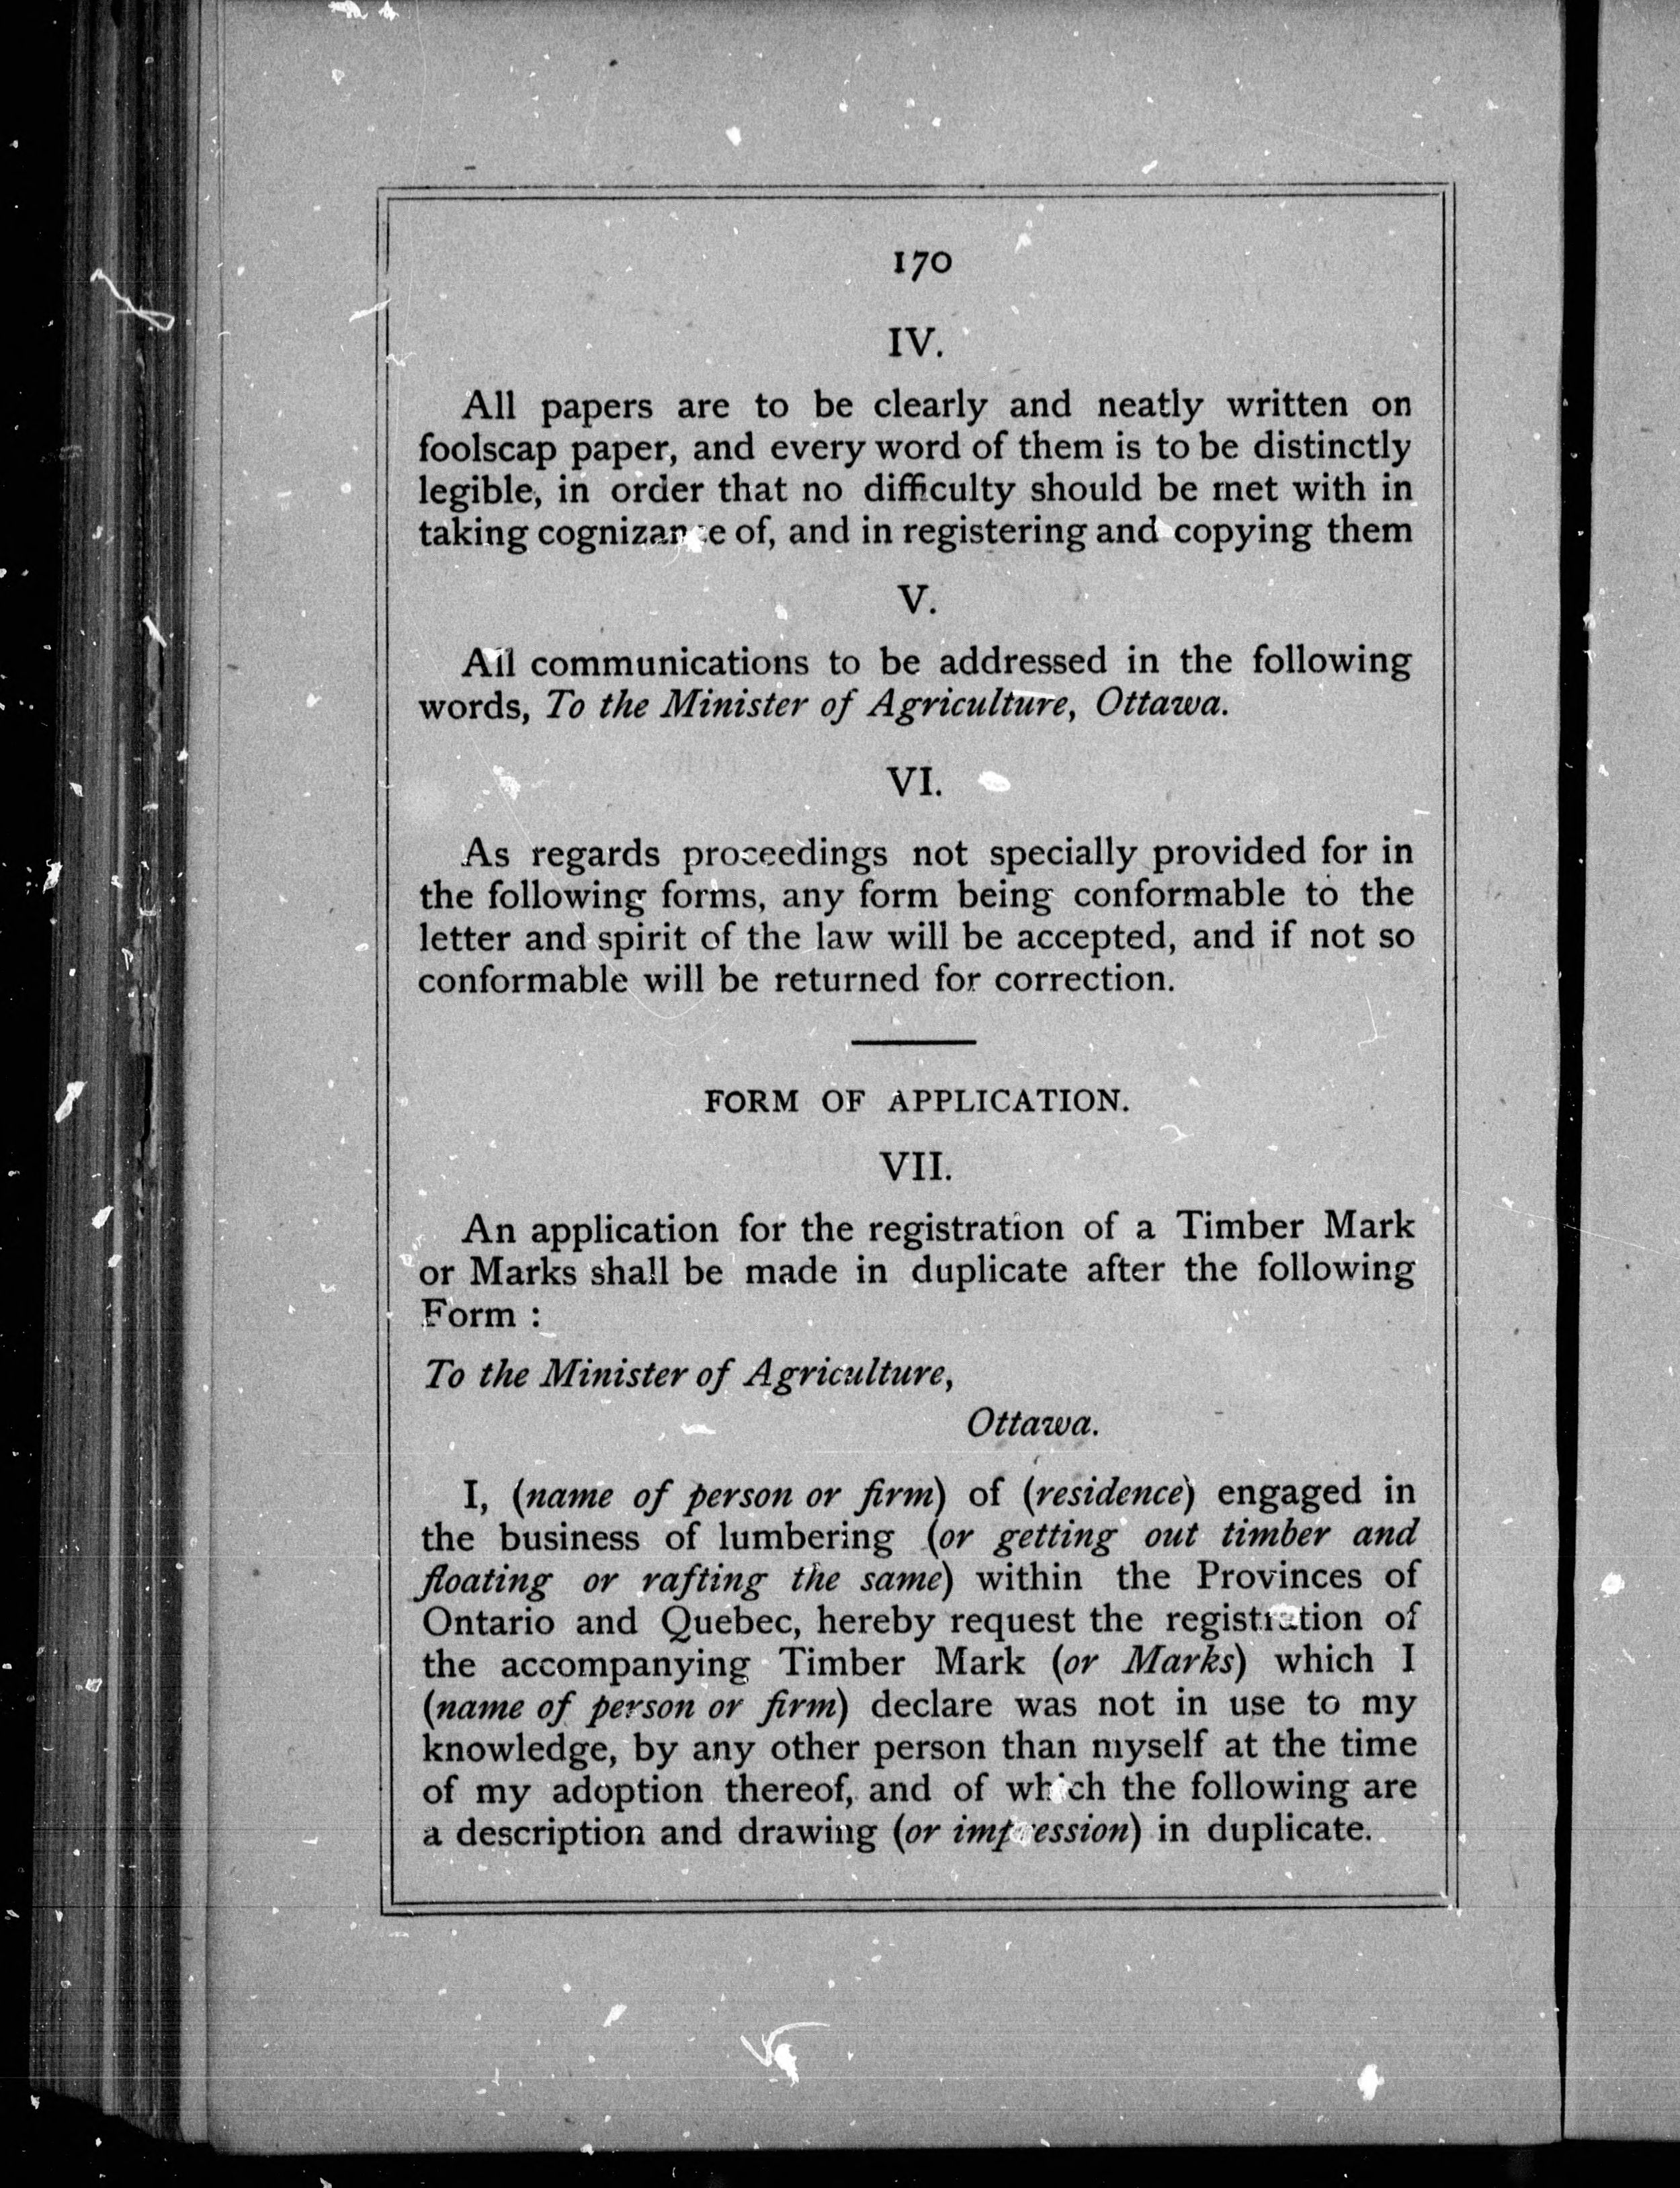 170
IV.
All papers are to be clearly and neatly written on
foolscap paper, and every word of them is to be distinctly
legible, in order that no difficulty should be met with in
taking cognizance of, and in registering and copying them
V.
All communications to be addressed in the following
words, To the Minister of Agriculture, Ottawa.
VI.
As regards proceedings not specially provided for in
the following forms, any form being conformable to the
letter and spirit of the law will be accepted, and if not so
conformable will be returned for correction.
FORM OF APPLICATION.
VII.
An application for the registration of a Timber Mark
or Marks shall be made in duplicate after the following
Form :
To the Minister of Agriculture,
Ottawa.
I, (name of person or firm) of (residence) engaged in
the business of lumbering (or getting out timber and
floating or rafting the same) within the Provinces of
Ontario and Quebec, hereby request the registration of
the accompanying Timber Mark (or Marks) which I
(name of person or firm) declare was not in use to my
knowledge, by any other person than myself at the time
of my adoption thereof, and of which the following are
a description and drawing (or impression) in duplicate.